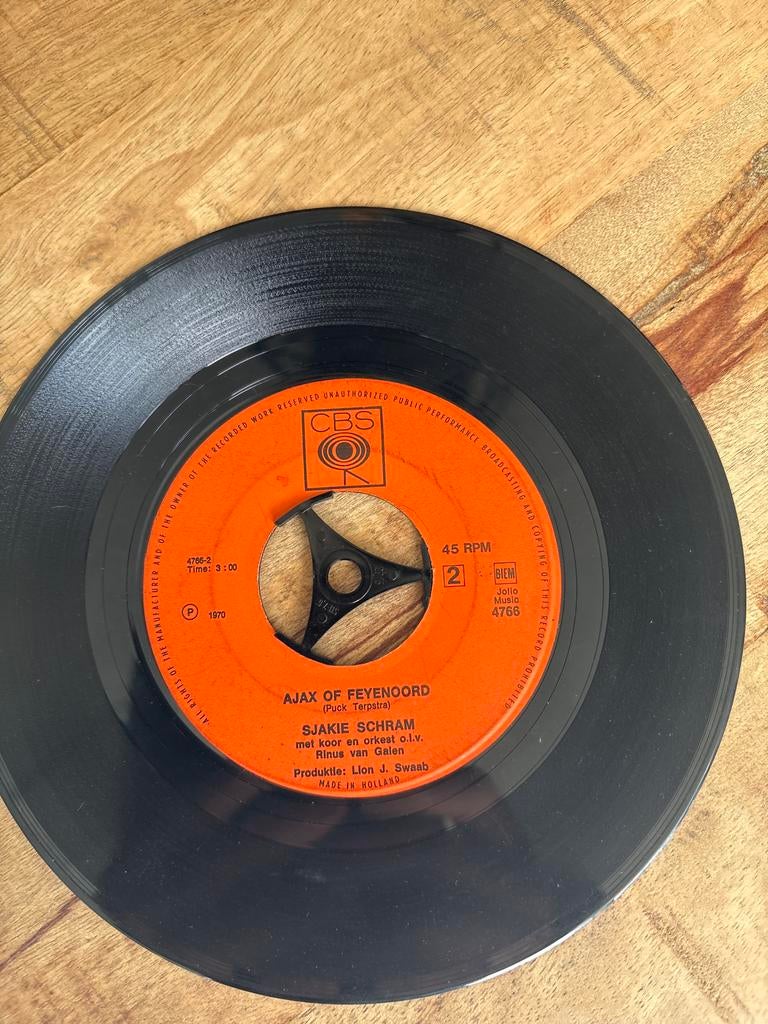 ALL RIGHTS OF THE MANUFACTURER AND OF THE OWNER OF THE RECORDED WORK RESERVED UNAUTHORIZED PUBLIC PERFORMANCE BROADCASTING AND COPYING OF THIS RECORD PROHIBITED
CBS
4766-2
Time: 3:00
45 RPM
2
BIEM
Jollo
Music
4766
℗ 1970
AJAX OF FEYENOORD
(Puck Terpstra)
SJAKIE SCHRAM
met koor en orkest o.l.v.
Rinus van Galen
Produktie: Lion J. Swaab
MADE IN HOLLAND